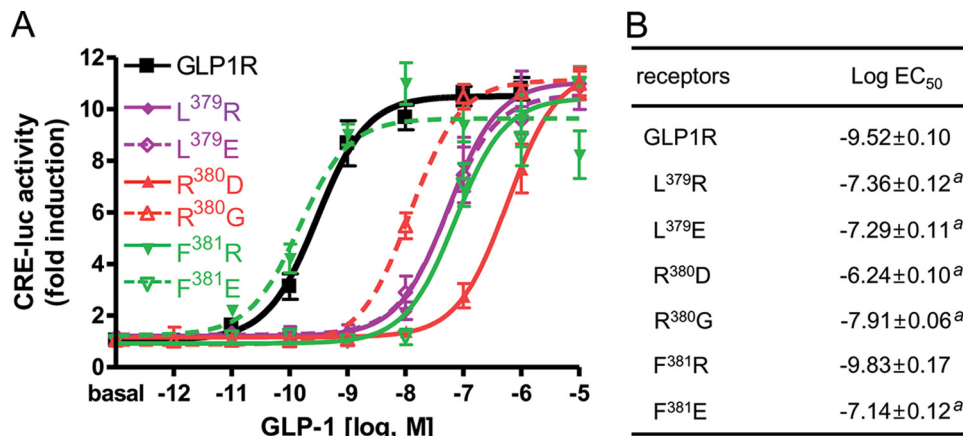 A
CRE-luc activity
(fold induction)
12
10
8
6
4
2
0
GLP1R
L³⁷⁹R
L³⁷⁹E
R³⁸⁰D
R³⁸⁰G
F³⁸¹R
F³⁸¹E
basal -12 -11 -10 -9 -8 -7 -6 -5
GLP-1 [log, M]
B
receptors Log EC₅₀
GLP1R -9.52±0.10
L³⁷⁹R -7.36±0.12ᵃ
L³⁷⁹E -7.29±0.11ᵃ
R³⁸⁰D -6.24±0.10ᵃ
R³⁸⁰G -7.91±0.06ᵃ
F³⁸¹R -9.83±0.17
F³⁸¹E -7.14±0.12ᵃ